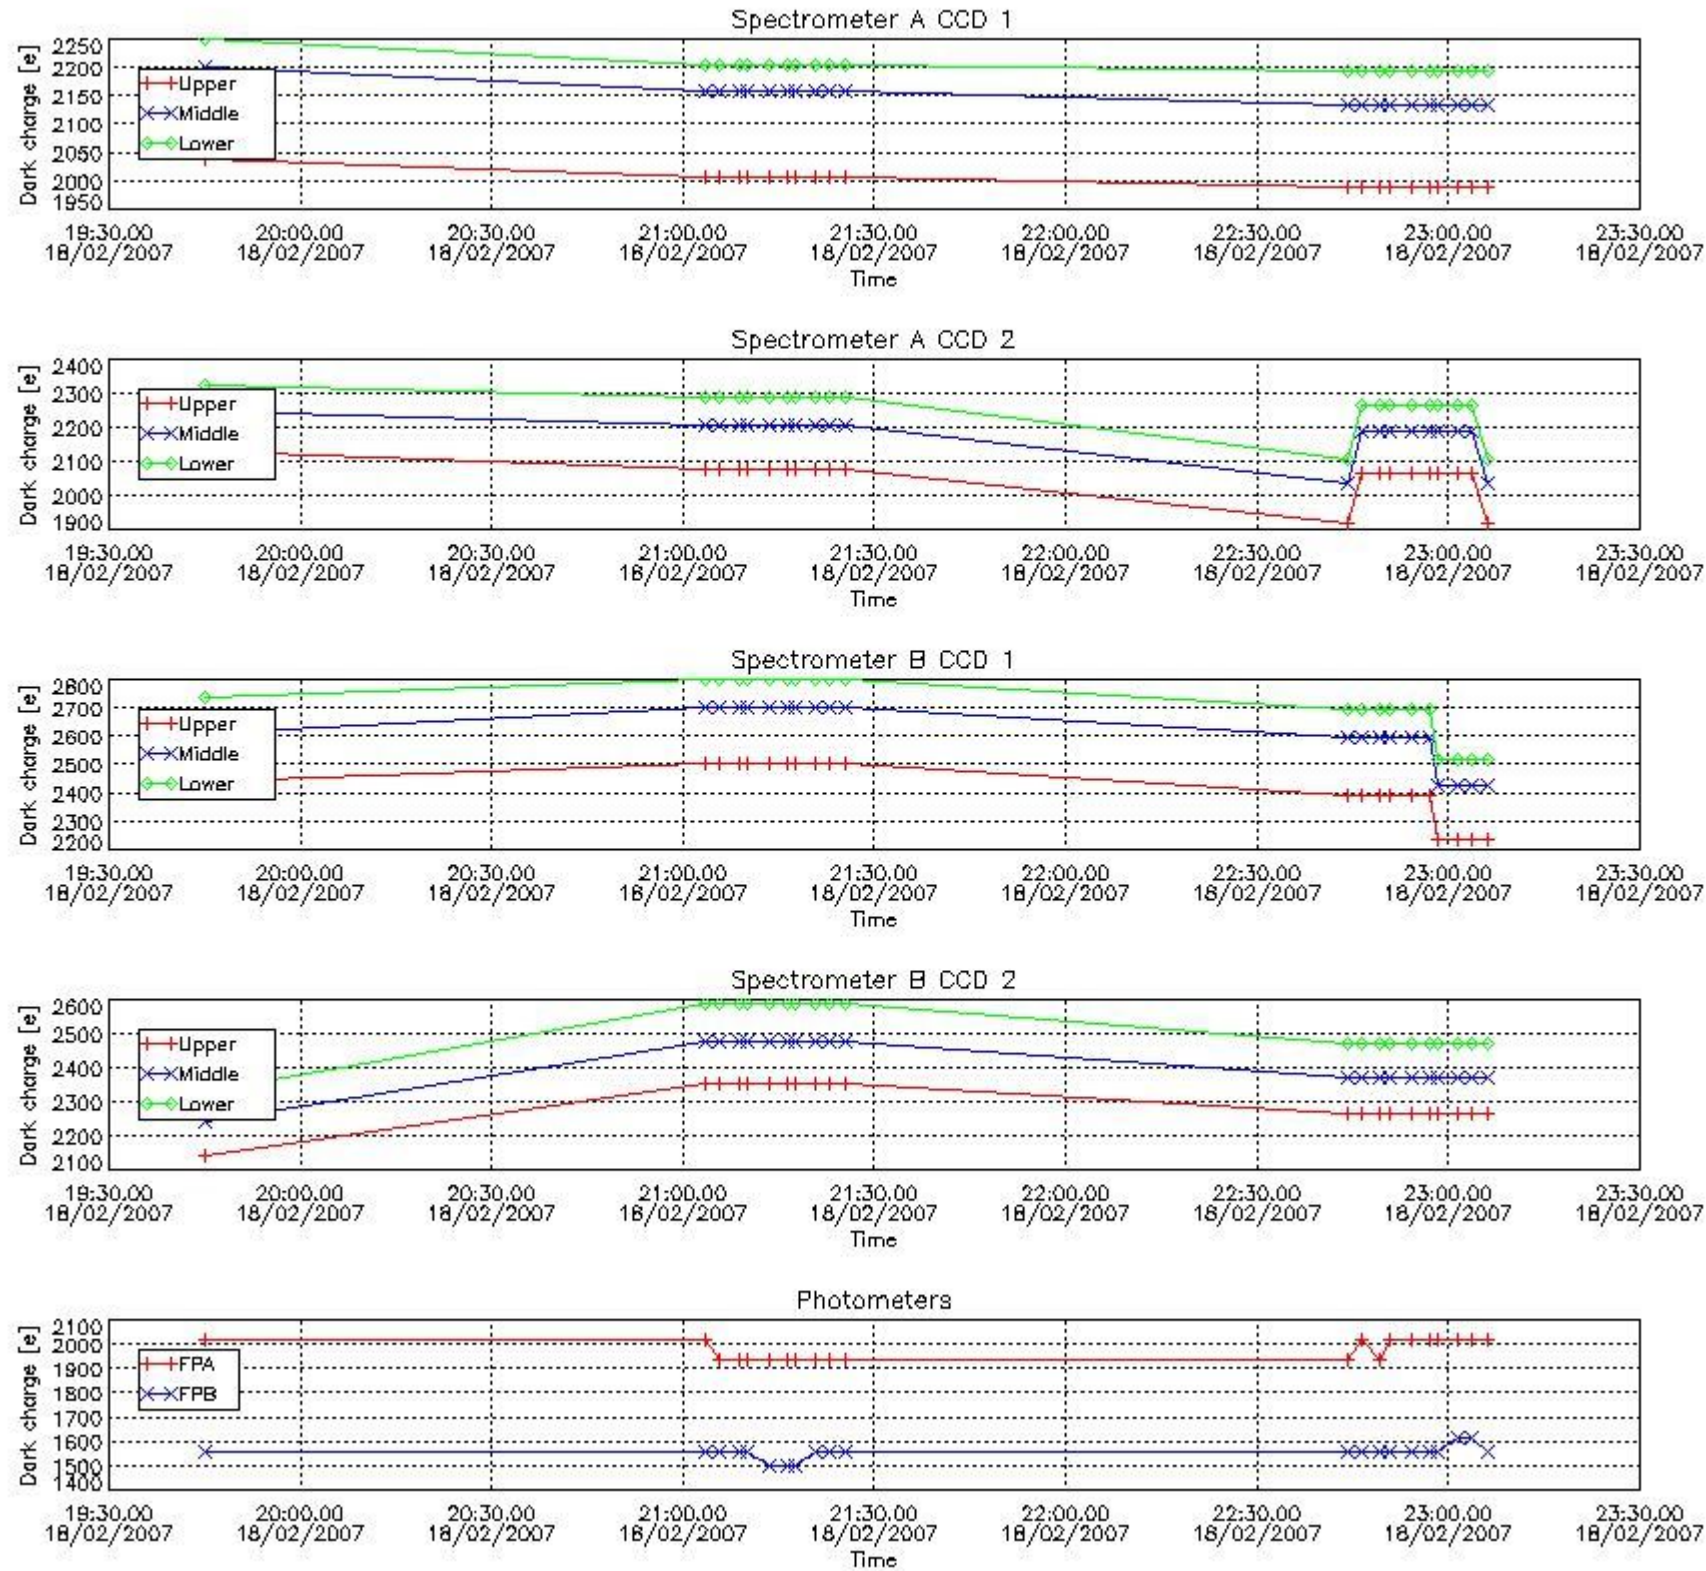 Spectrometer A CCD 1
Dark charge [e]
2250
2200
2150
2100
2050
2000
1950
Upper
Middle
Lower
19:30.00 20:00.00 20:30.00 21:00.00 21:30.00 22:00.00 22:30.00 23:00.00 23:30.00
18/02/2007 18/02/2007 18/02/2007 18/02/2007 18/02/2007 18/02/2007 18/02/2007 18/02/2007 18/02/2007
Time
Spectrometer A CCD 2
Dark charge [e]
2400
2300
2200
2100
2000
1900
Upper
Middle
Lower
19:30.00 20:00.00 20:30.00 21:00.00 21:30.00 22:00.00 22:30.00 23:00.00 23:30.00
18/02/2007 18/02/2007 18/02/2007 18/02/2007 18/02/2007 18/02/2007 18/02/2007 18/02/2007 18/02/2007
Time
Spectrometer B CCD 1
Dark charge [e]
2800
2700
2600
2500
2400
2300
2200
Upper
Middle
Lower
19:30.00 20:00.00 20:30.00 21:00.00 21:30.00 22:00.00 22:30.00 23:00.00 23:30.00
18/02/2007 18/02/2007 18/02/2007 18/02/2007 18/02/2007 18/02/2007 18/02/2007 18/02/2007 18/02/2007
Time
Spectrometer B CCD 2
Dark charge [e]
2600
2500
2400
2300
2200
2100
Upper
Middle
Lower
19:30.00 20:00.00 20:30.00 21:00.00 21:30.00 22:00.00 22:30.00 23:00.00 23:30.00
18/02/2007 18/02/2007 18/02/2007 18/02/2007 18/02/2007 18/02/2007 18/02/2007 18/02/2007 18/02/2007
Time
Photometers
Dark charge [e]
2100
2000
1900
1800
1700
1600
1500
1400
FPA
FPB
19:30.00 20:00.00 20:30.00 21:00.00 21:30.00 22:00.00 22:30.00 23:00.00 23:30.00
18/02/2007 18/02/2007 18/02/2007 18/02/2007 18/02/2007 18/02/2007 18/02/2007 18/02/2007 18/02/2007
Time